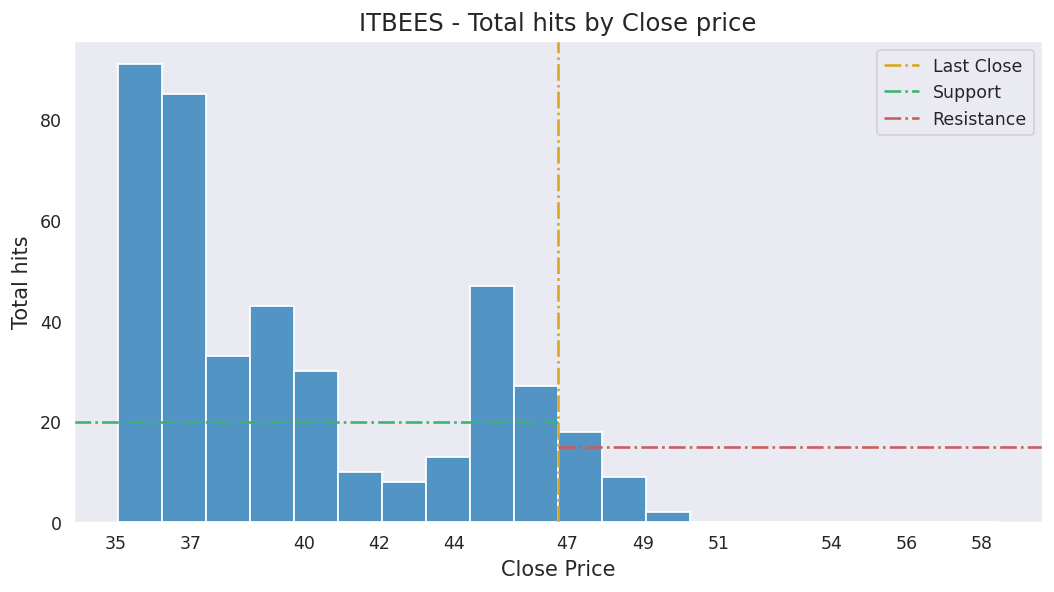 ITBEES - Total hits by Close price
Last Close
Support
Resistance
Total hits
80
60
40
20
0
35 37 40 42 44 47 49 51 54 56 58
Close Price